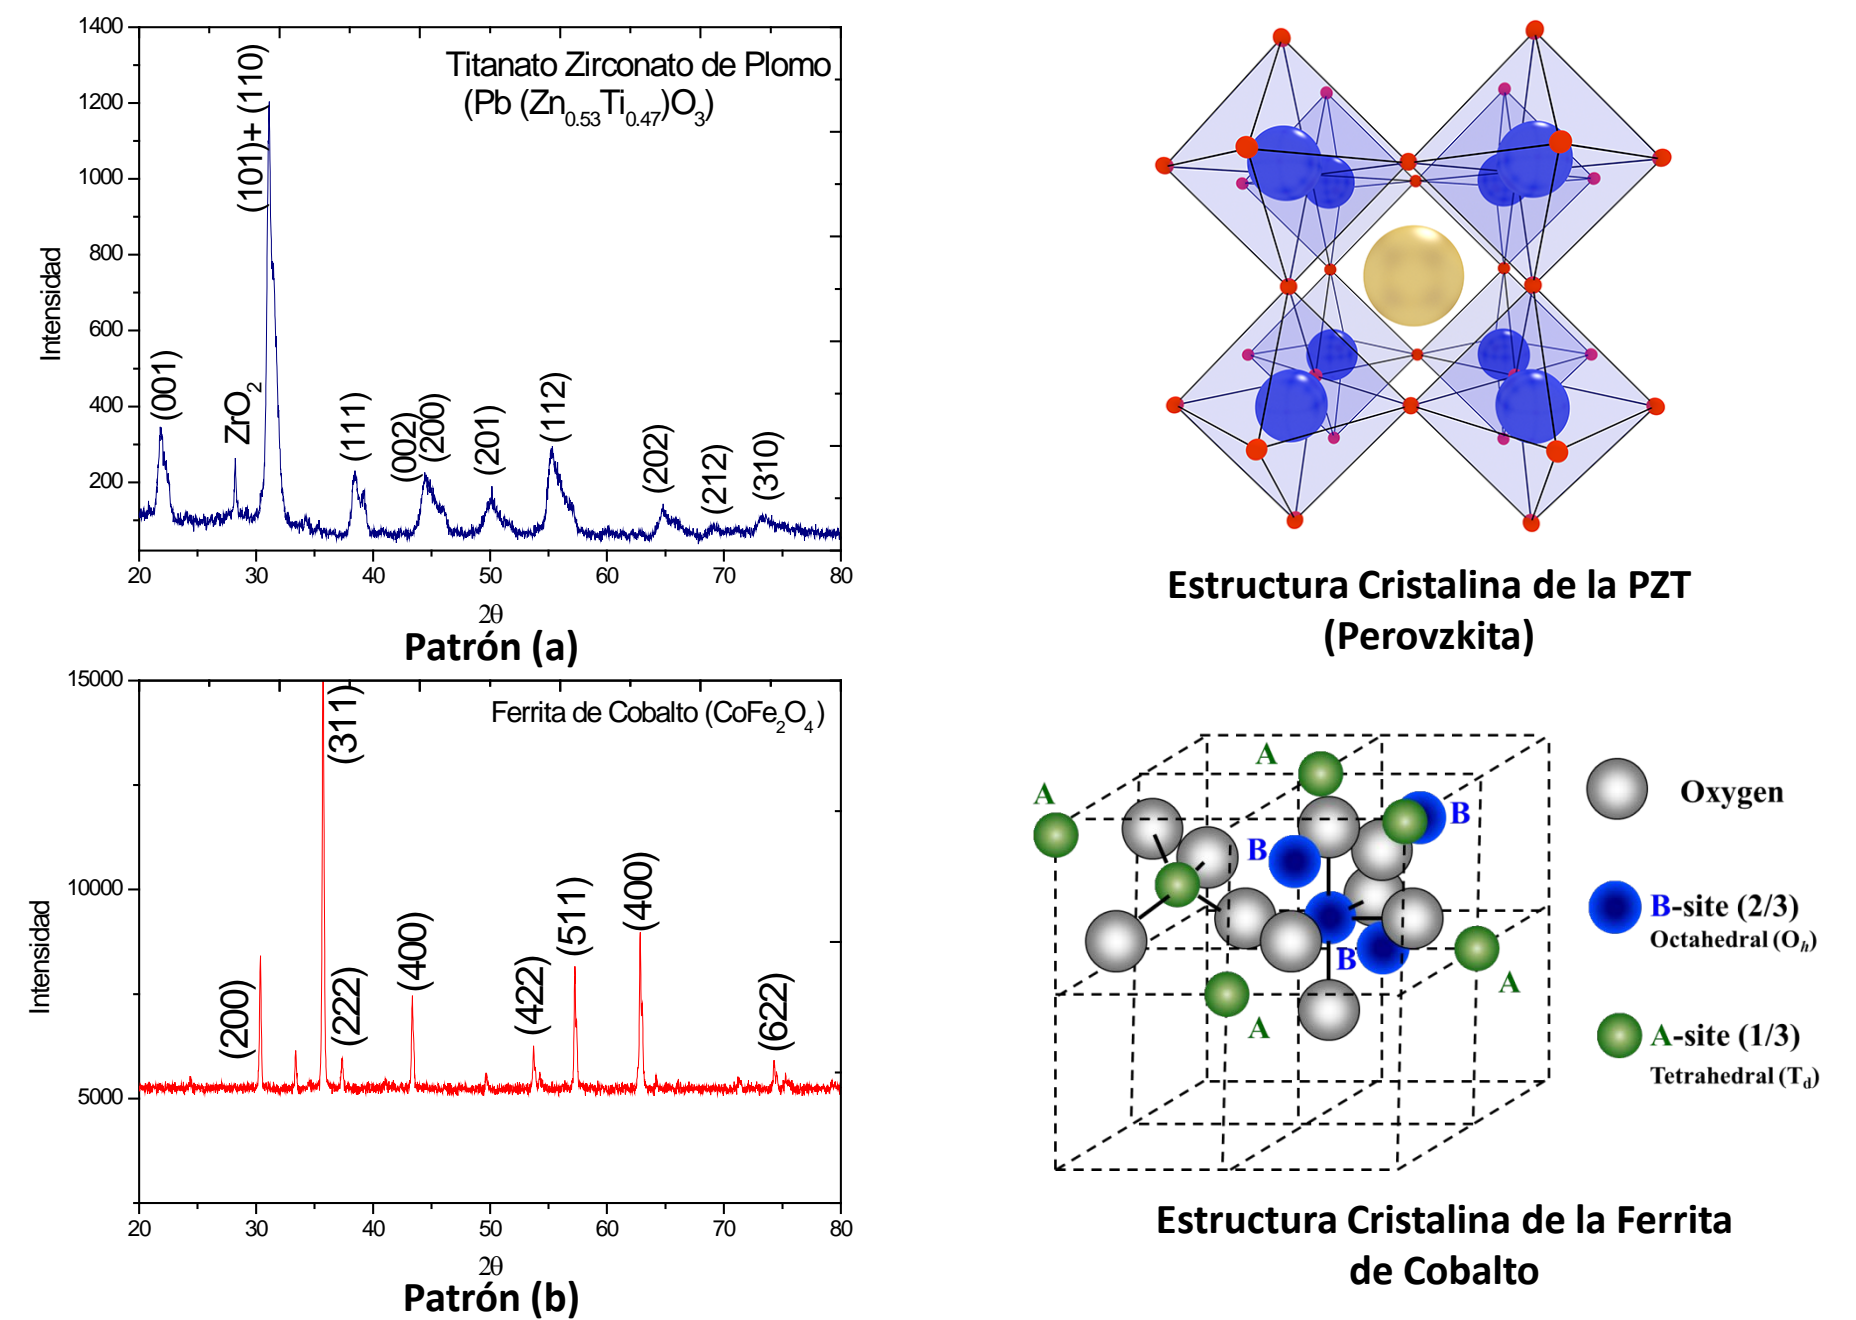 1400
1200
1000
800
600
400
200
Intensidad
Titanato Zirconato de Plomo
(Pb (Zn0.53Ti0.47)O3)
(001)
ZrO2
(101)+ (110)
(111)
(002)
(200)
(201)
(112)
(202)
(212)
(310)
20 30 40 50 60 70 80
2θ
Patrón (a)
Estructura Cristalina de la PZT
(Perovzkita)
15000
10000
5000
Intensidad
Ferrita de Cobalto (CoFe2O4)
(200)
(311)
(222)
(400)
(422)
(511)
(400)
(622)
20 30 40 50 60 70 80
2θ
Patrón (b)
A
A
B
B
B
A
A
Oxygen
B-site (2/3)
Octahedral (Oh)
A-site (1/3)
Tetrahedral (Td)
Estructura Cristalina de la Ferrita
de Cobalto